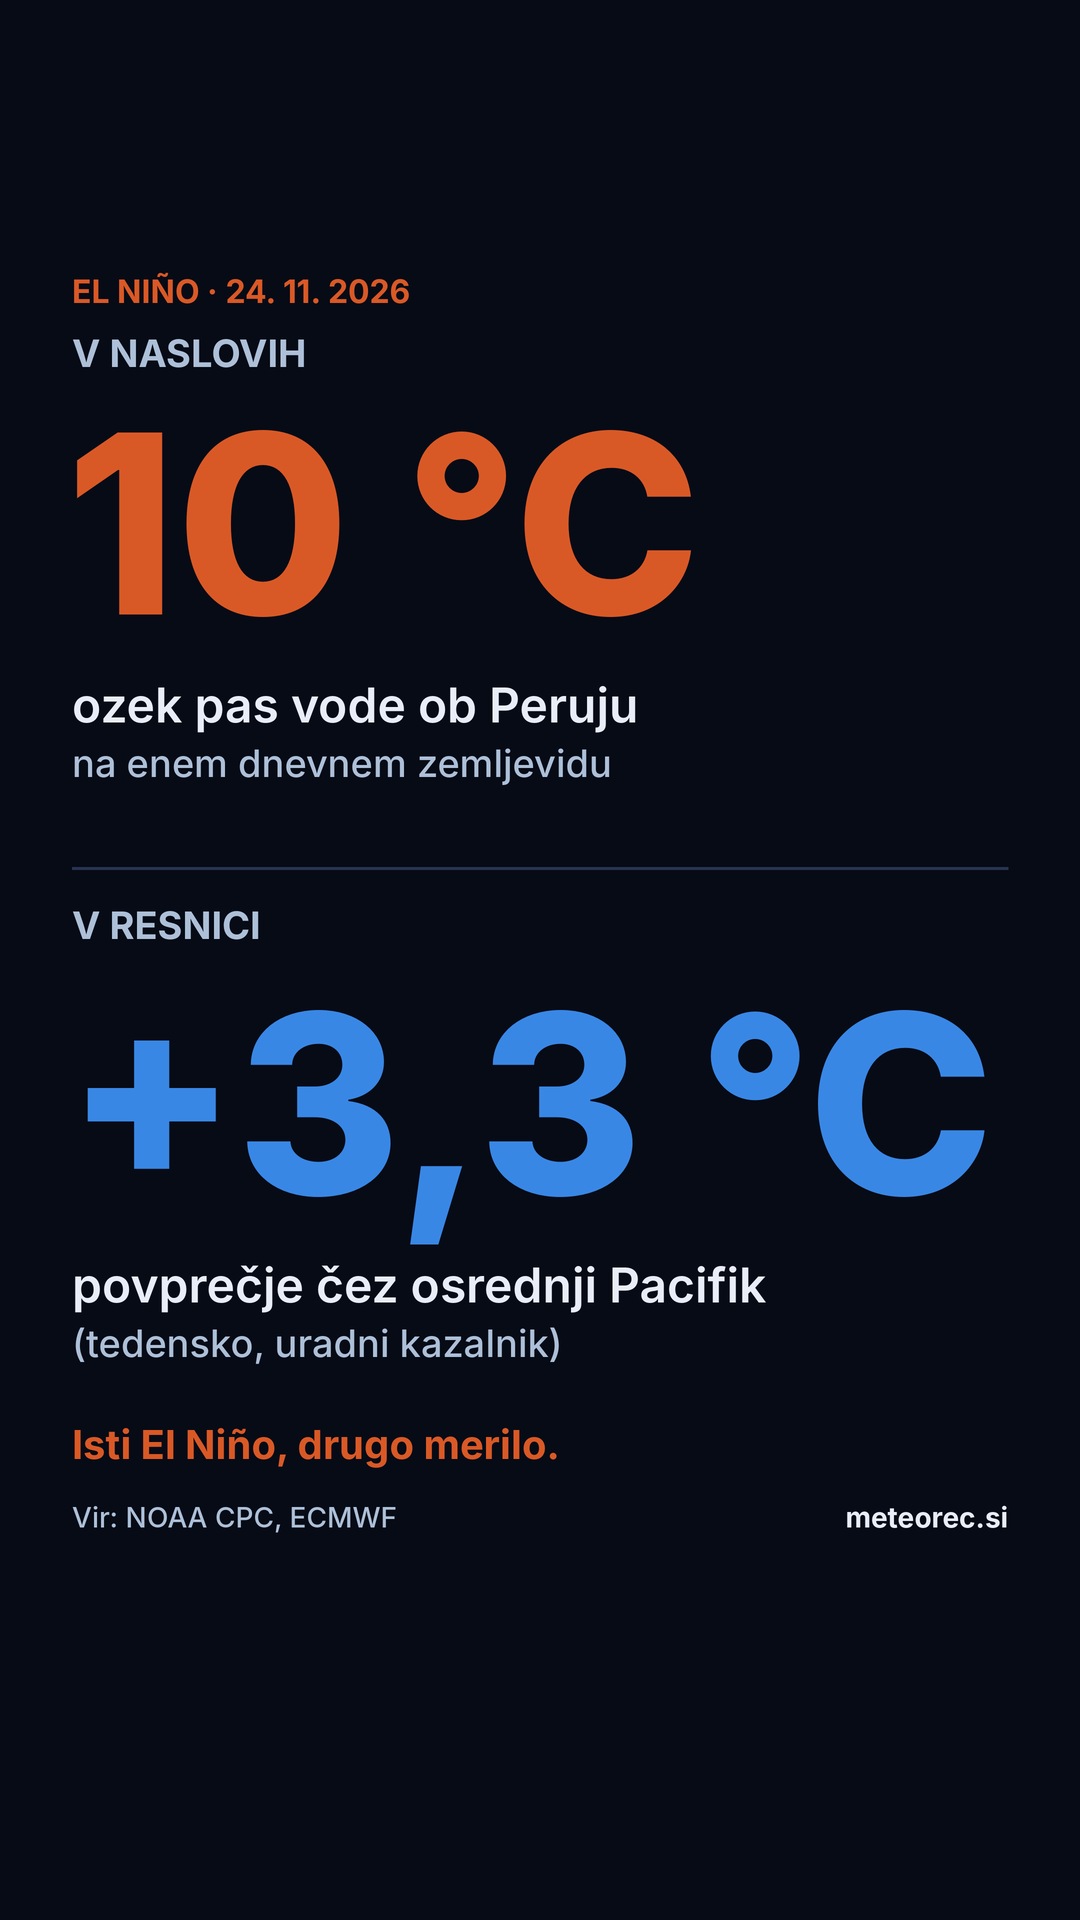 EL NIÑO · 24. 11. 2026
V NASLOVIH
10 °C
ozek pas vode ob Peruju
na enem dnevnem zemljevidu
V RESNICI
+3,3 °C
povprečje čez osrednji Pacifik
(tedensko, uradni kazalnik)
Isti El Niño, drugo merilo.
Vir: NOAA CPC, ECMWF
meteorec.si